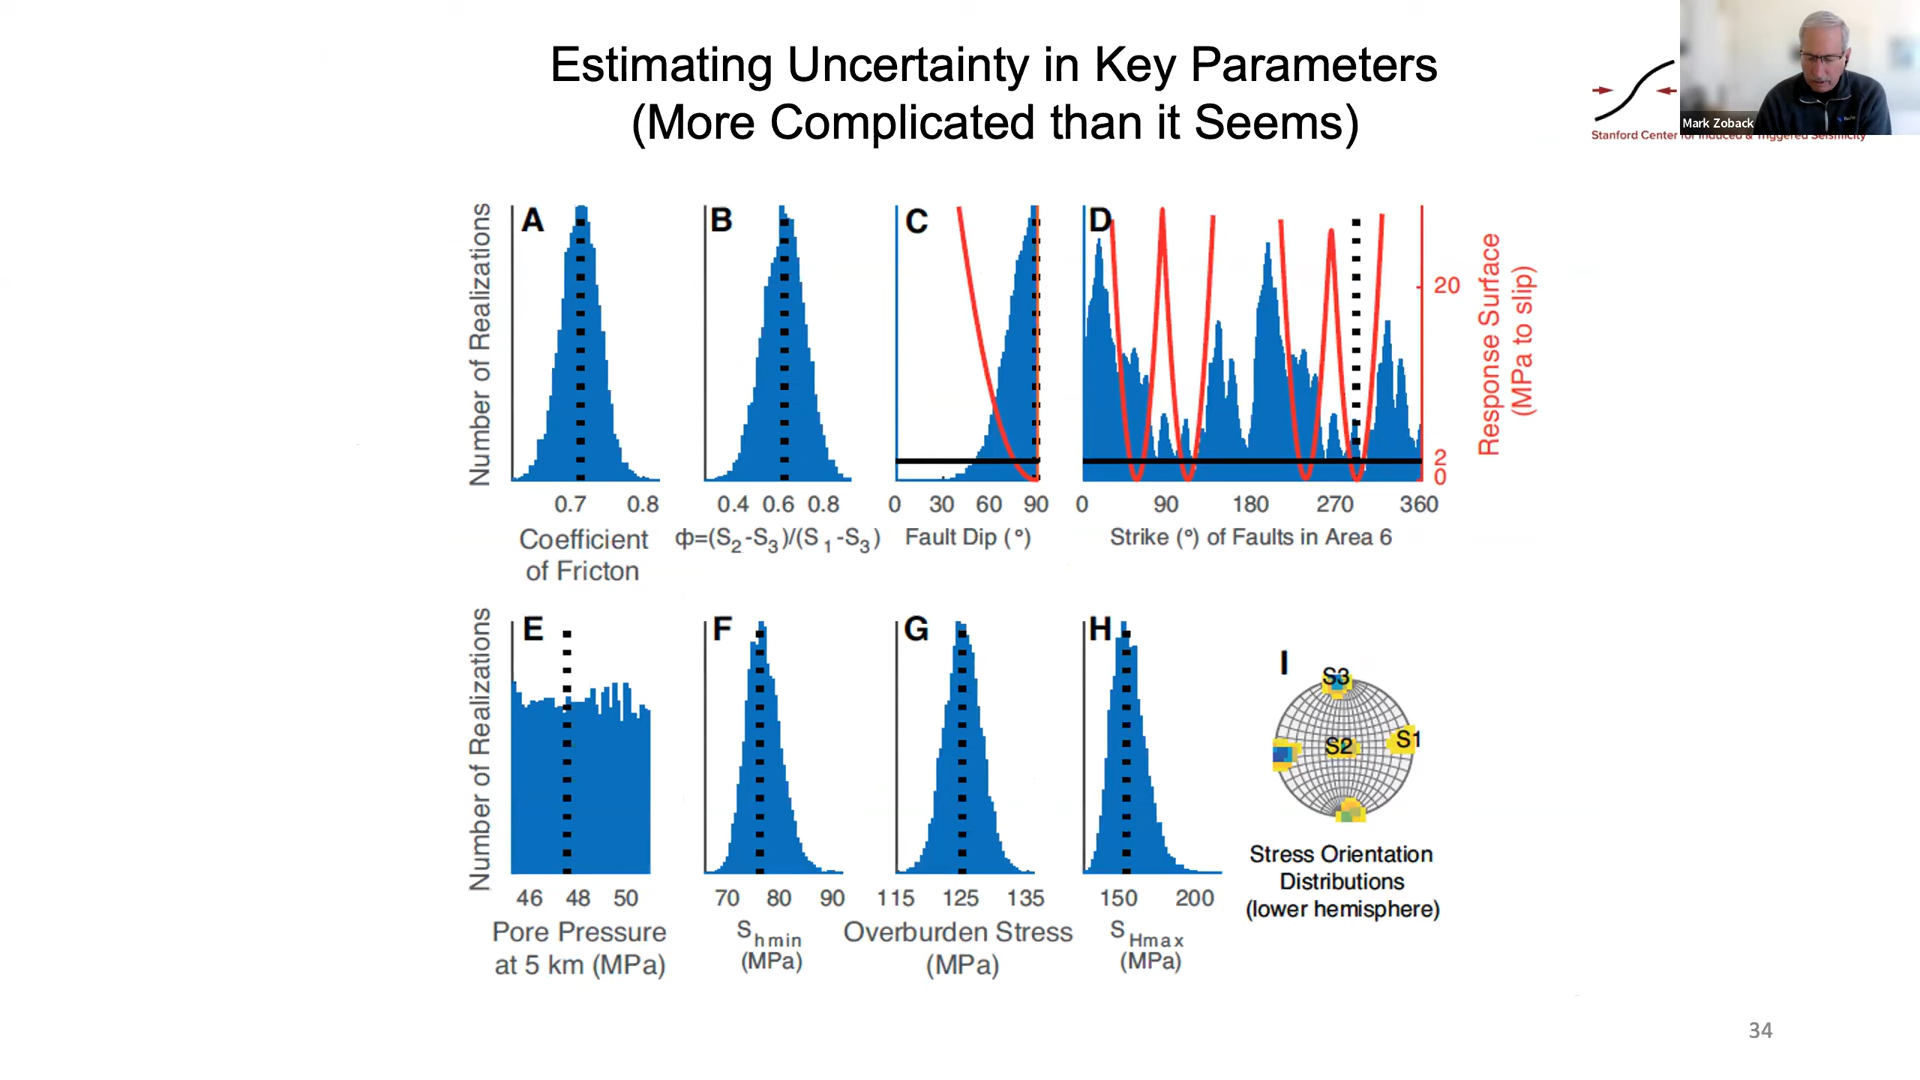 Estimating Uncertainty in Key Parameters
(More Complicated than it Seems)
Mark Zoback
Stanford Center for Induced & Triggered Seismicity
Number of Realizations
A
0.7 0.8
Coefficient
of Fricton
B
0.4 0.6 0.8
ϕ=(S2-S3)/(S1-S3)
C
0 30 60 90
Fault Dip (°)
D
0 90 180 270 360
Strike (°) of Faults in Area 6
20
2
0
Response Surface
(MPa to slip)
Number of Realizations
E
46 48 50
Pore Pressure
at 5 km (MPa)
F
70 80 90
Shmin
(MPa)
G
115 125 135
Overburden Stress
(MPa)
H
150 200
SHmax
(MPa)
I
S3
S2
S1
Stress Orientation
Distributions
(lower hemisphere)
34